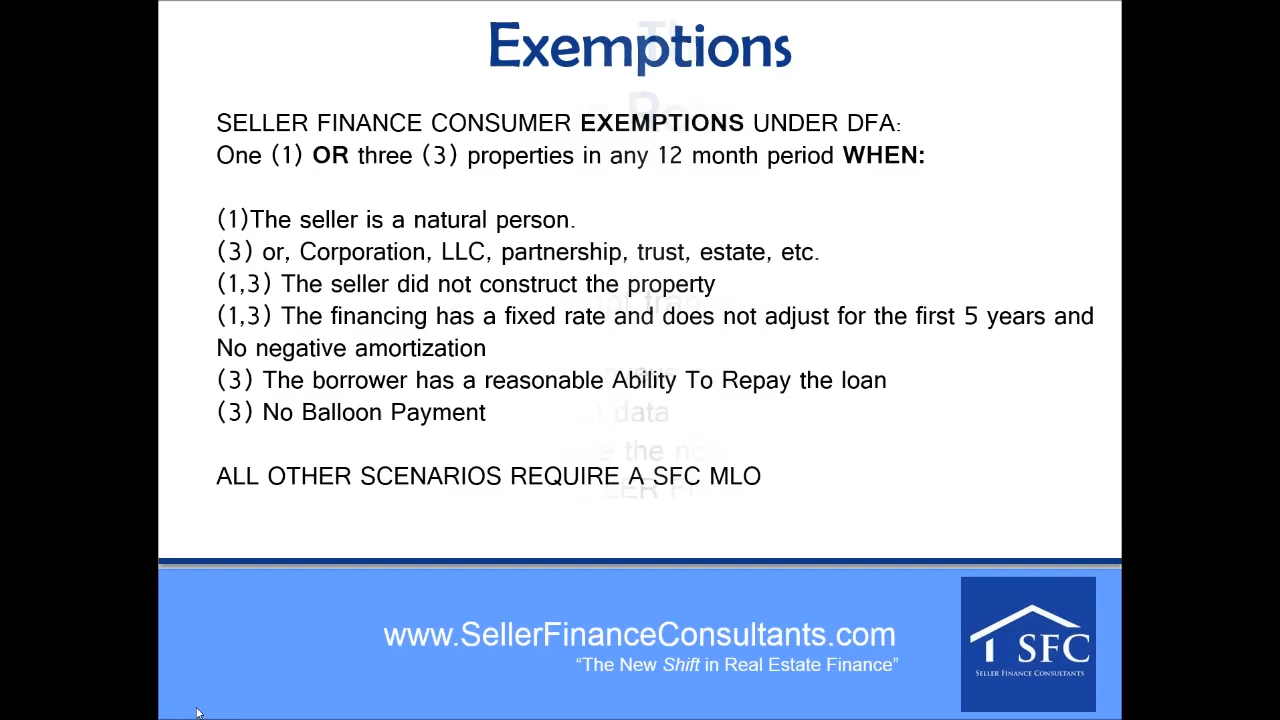 Exemptions
SELLER FINANCE CONSUMER EXEMPTIONS UNDER DFA:
One (1) OR three (3) properties in any 12 month period WHEN:
(1)The seller is a natural person.
(3) or, Corporation, LLC, partnership, trust, estate, etc.
(1,3) The seller did not construct the property
(1,3) The financing has a fixed rate and does not adjust for the first 5 years and
No negative amortization
(3) The borrower has a reasonable Ability To Repay the loan
(3) No Balloon Payment
data
the
ALL OTHER SCENARIOS REQUIRE A SFC MLO
www.SellerFinanceConsultants.com
“The New Shift in Real Estate Finance”
SFC
SELLER FINANCE CONSULTANTS